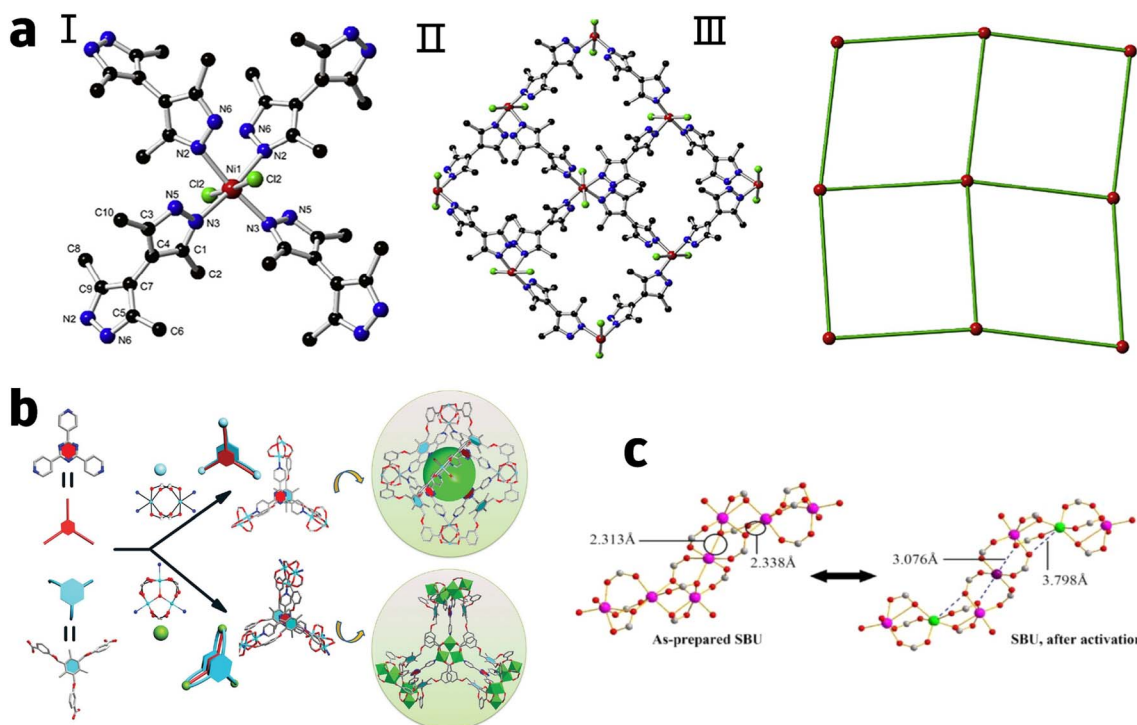 a I
II
III
N6
N6
N2
N2
Ni1
Cl2
Cl2
N5
N5
C10
C3
N3
N3
C4
C1
C8
C2
C7
C9
C5
N2
N6
C6
b
c
2.313Å
2.338Å
3.076Å
3.798Å
As-prepared SBU
SBU, after activation